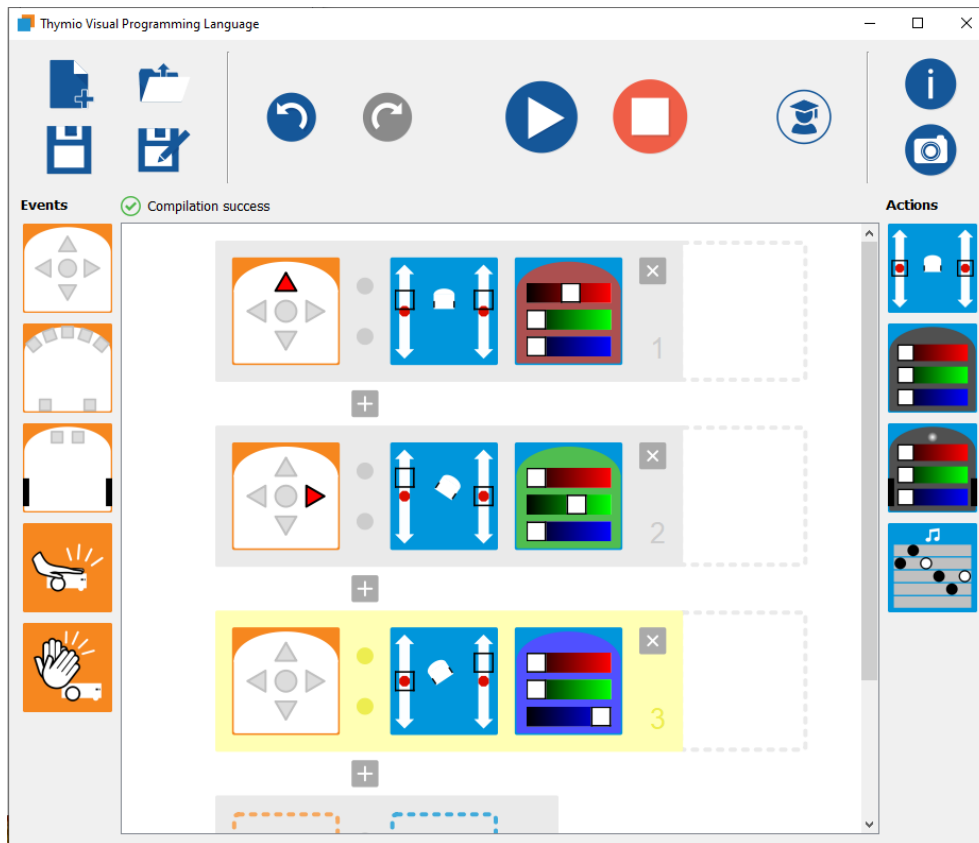 Thymio Visual Programming Language
Events
Compilation success
Actions
1
2
3